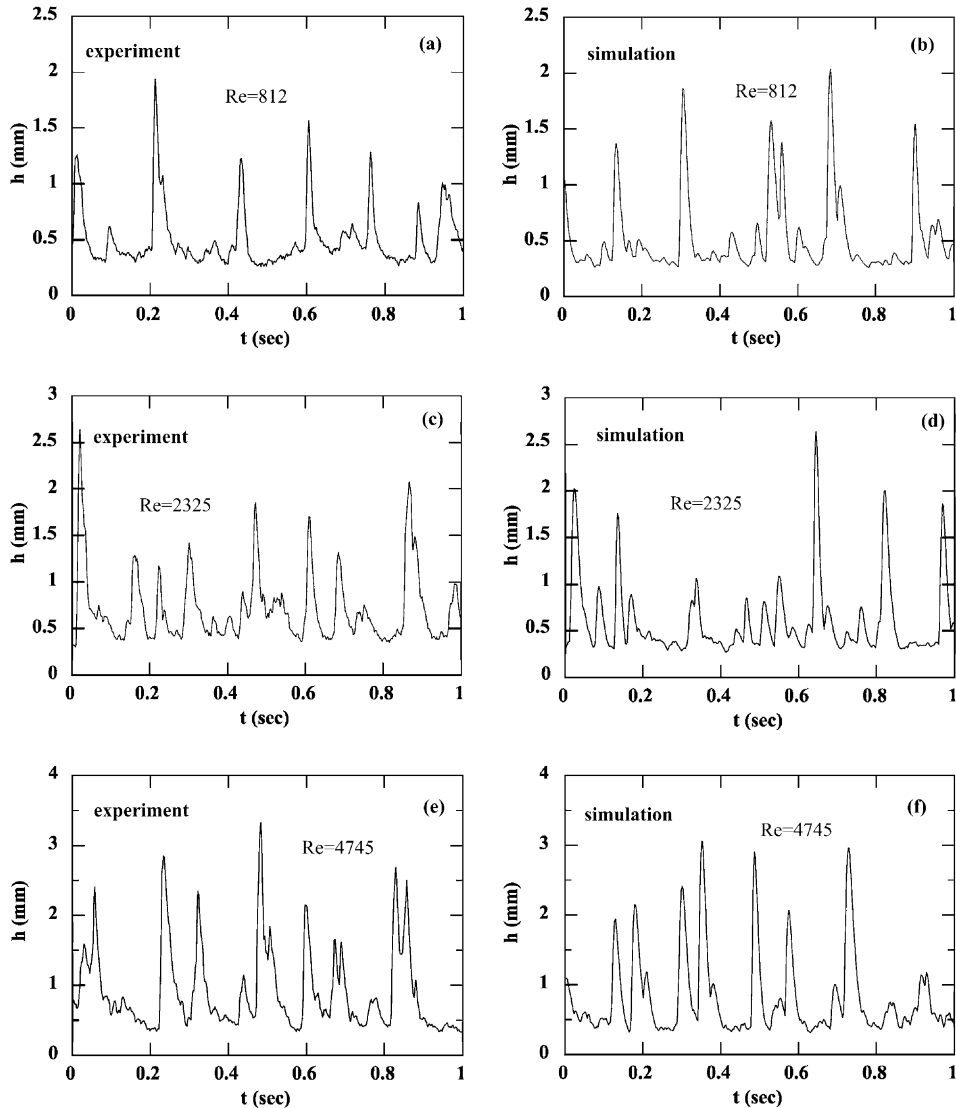 2.5
2
1.5
1
0.5
0
h (mm)
experiment
(a)
Re=812
0 0.2 0.4 0.6 0.8 1
t (sec)
2.5
2
1.5
1
0.5
0
h (mm)
simulation
(b)
Re=812
0 0.2 0.4 0.6 0.8 1
t (sec)
3
2.5
2
1.5
1
0.5
0
h (mm)
experiment
(c)
Re=2325
0 0.2 0.4 0.6 0.8 1
t (sec)
3
2.5
2
1.5
1
0.5
0
h (mm)
simulation
(d)
Re=2325
0 0.2 0.4 0.6 0.8 1
t (sec)
4
3
2
1
0
h (mm)
experiment
(e)
Re=4745
0 0.2 0.4 0.6 0.8 1
t (sec)
4
3
2
1
0
h (mm)
simulation
(f)
Re=4745
0 0.2 0.4 0.6 0.8 1
t (sec)